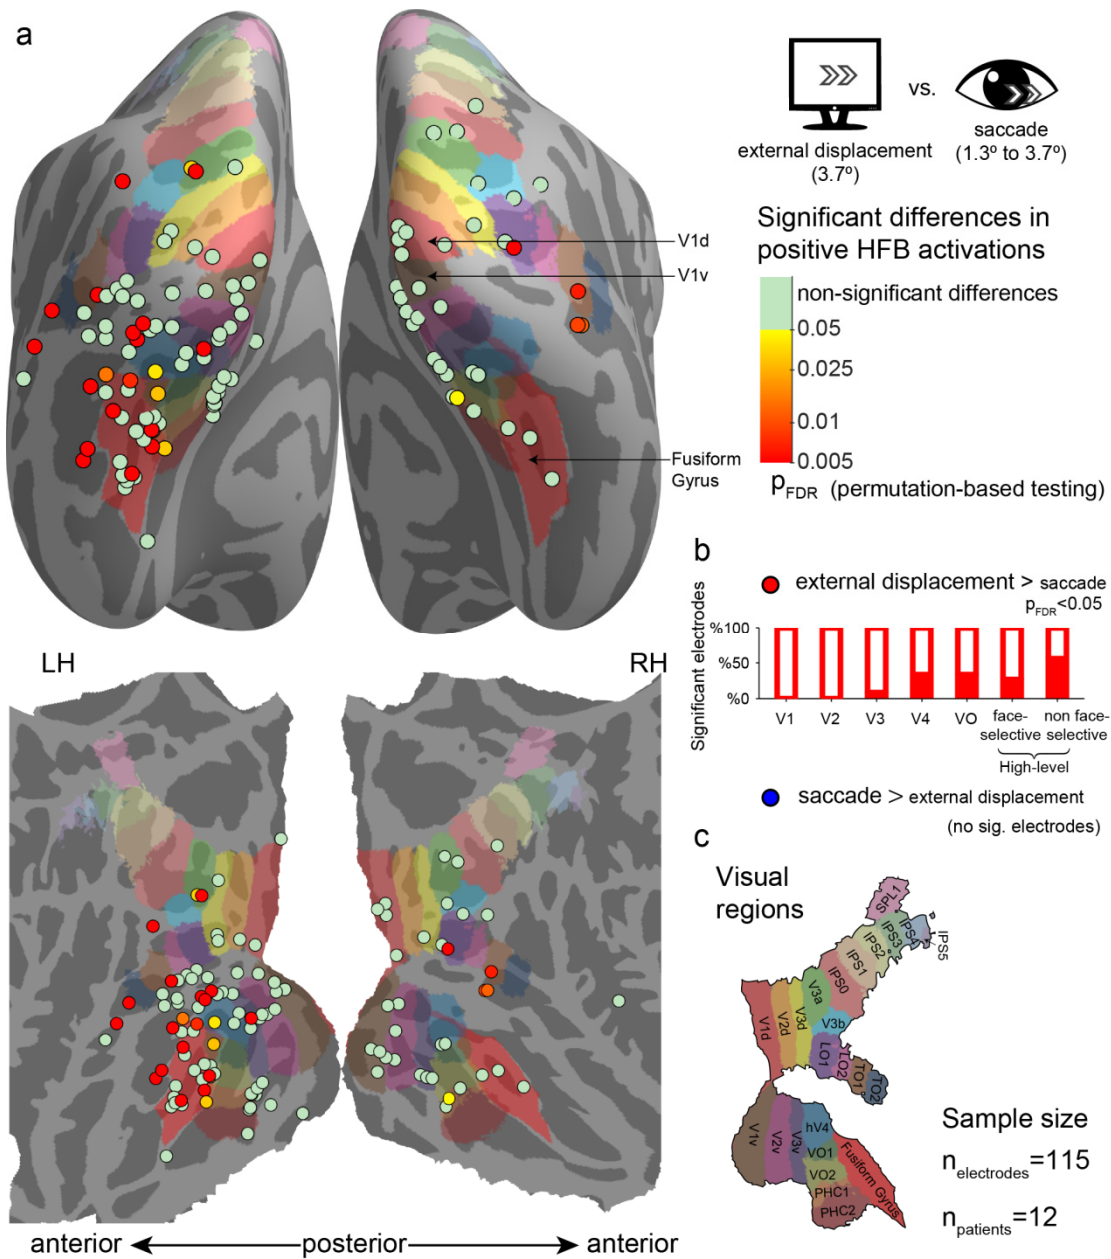 a
vs.
external displacement
(3.7º)
saccade
(1.3º to 3.7º)
Significant differences in
positive HFB activations
non-significant differences
0.05
0.025
0.01
0.005
pFDR (permutation-based testing)
V1d
V1v
Fusiform
Gyrus
LH
RH
anterior
posterior
anterior
b
external displacement > saccade
pFDR<0.05
Significant electrodes
%100
%50
%0
V1
V2
V3
V4
VO
face-
selective
non face-
selective
High-level
saccade > external displacement
(no sig. electrodes)
c
Visual
regions
SPL1
IPS5
IPS4
IPS3
IPS2
IPS1
IPS0
V3a
V3b
V1d
V2d
V3d
LO1
LO2
TO1
TO2
V1v
V2v
V3v
hV4
VO1
VO2
PHC1
PHC2
Fusiform Gyrus
Sample size
nelectrodes=115
npatients=12